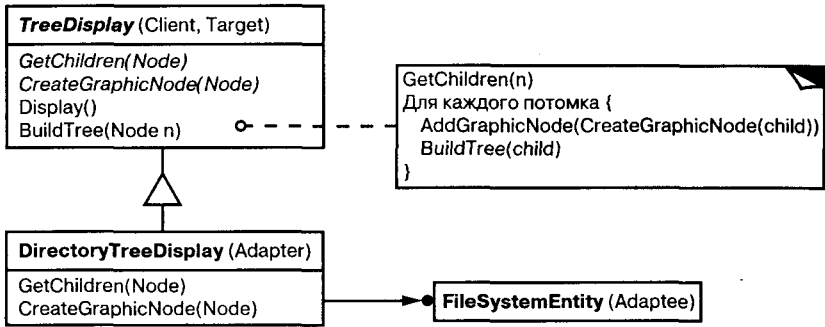 TreeDisplay (Client, Target)
GetChildren(Node)
CreateGraphicNode(Node)
Display()
BuildTree(Node n)
GetChildren(n)
Для каждого потомка {
AddGraphicNode(CreateGraphicNode(child))
BuildTree(child)
}
DirectoryTreeDisplay (Adapter)
GetChildren(Node)
CreateGraphicNode(Node)
FileSystemEntity (Adaptee)